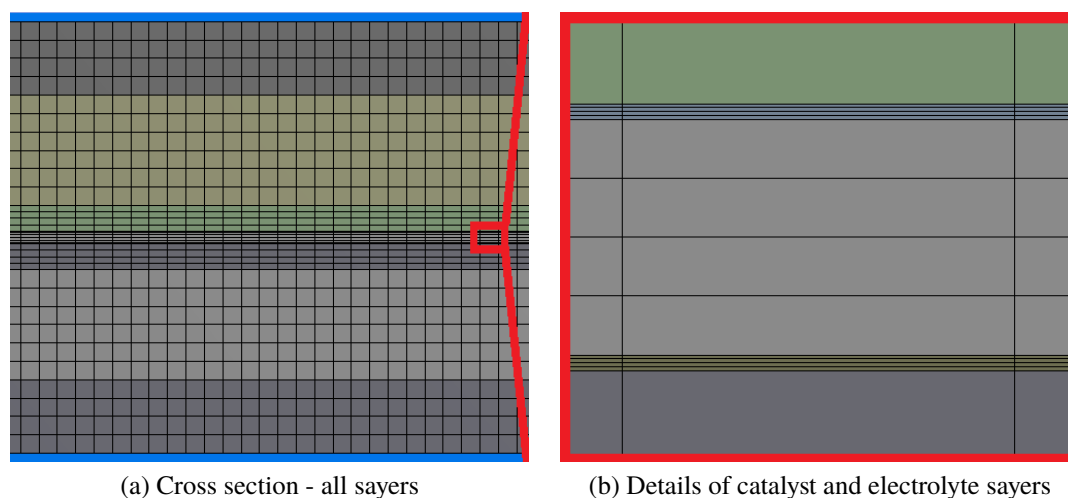 (a) Cross section - all sayers
(b) Details of catalyst and electrolyte sayers